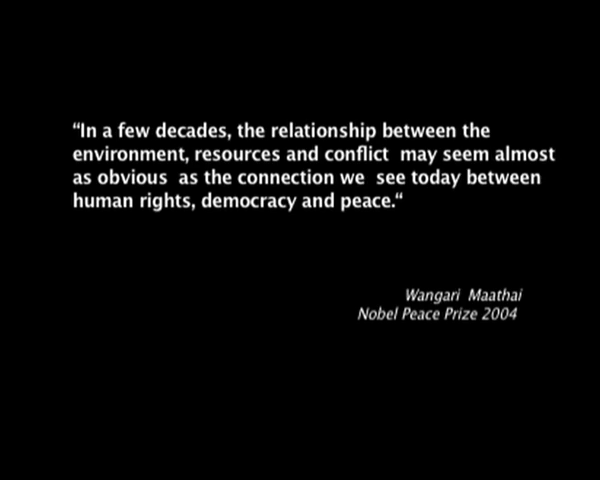 “In a few decades, the relationship between the
environment, resources and conflict may seem almost
as obvious as the connection we see today between
human rights, democracy and peace.“
Wangari Maathai
Nobel Peace Prize 2004